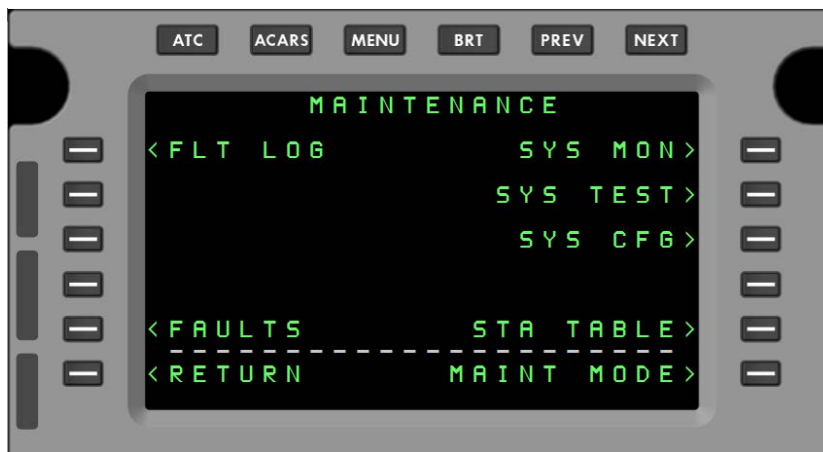 ATC ACARS MENU BRT PREV NEXT
MAINTENANCE
<FLT LOG SYS MON>
SYS TEST>
SYS CFG>
<FAULTS STA TABLE>
<RETURN MAINT MODE>